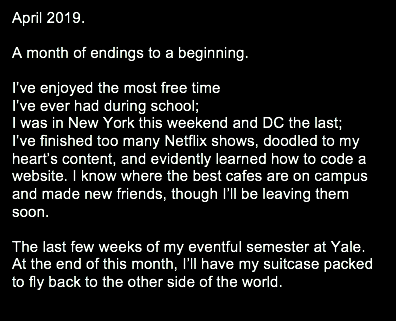 April 2019.
A month of endings to a beginning.
I've enjoyed the most free time
I've ever had during school;
I was in New York this weekend and DC the last;
I've finished too many Netflix shows, doodled to my
heart's content, and evidently learned how to code a
website. I know where the best cafes are on campus
and made new friends, though I'll be leaving them
soon.
The last few weeks of my eventful semester at Yale.
At the end of this month, I'll have my suitcase packed
to fly back to the other side of the world.